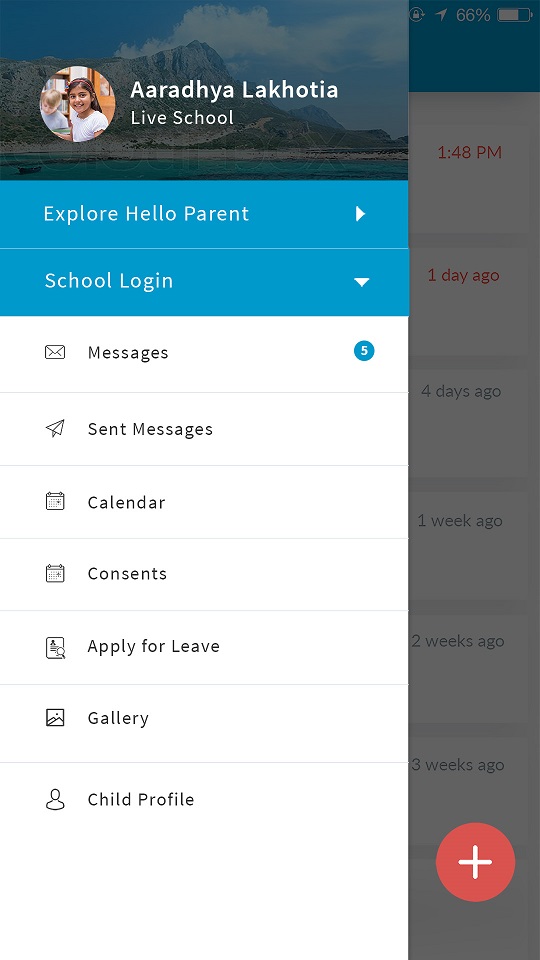 66%
Aaradhya Lakhotia
Live School
1:48 PM
Explore Hello Parent
School Login
1 day ago
Messages
5
4 days ago
Sent Messages
Calendar
1 week ago
Consents
Apply for Leave
2 weeks ago
Gallery
3 weeks ago
Child Profile